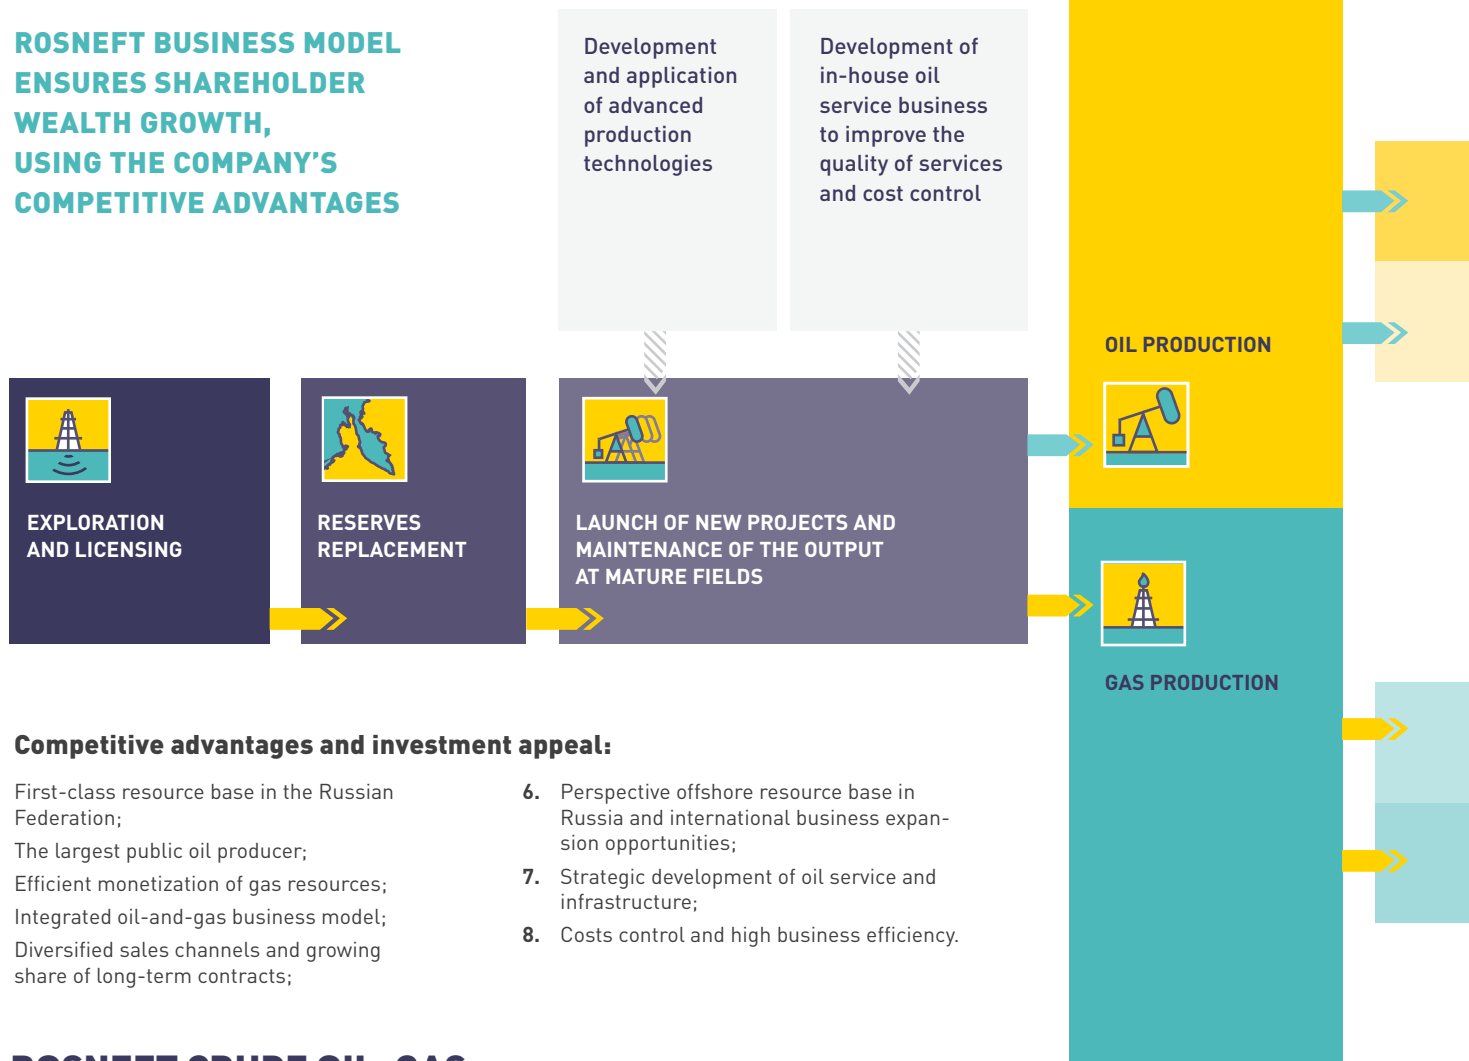 ROSNEFT BUSINESS MODEL
ENSURES SHAREHOLDER
WEALTH GROWTH,
USING THE COMPANY'S
COMPETITIVE ADVANTAGES
Development
and application
of advanced
production
technologies
Development of
in-house oil
service business
to improve the
quality of services
and cost control
OIL PRODUCTION
EXPLORATION
AND LICENSING
RESERVES
REPLACEMENT
LAUNCH OF NEW PROJECTS AND
MAINTENANCE OF THE OUTPUT
AT MATURE FIELDS
GAS PRODUCTION
Competitive advantages and investment appeal:
First-class resource base in the Russian
Federation;
The largest public oil producer;
Efficient monetization of gas resources;
Integrated oil-and-gas business model;
Diversified sales channels and growing
share of long-term contracts;
6. Perspective offshore resource base in
Russia and international business expan-
sion opportunities;
7. Strategic development of oil service and
infrastructure;
8. Costs control and high business efficiency.
ROSNEFT CRUDE OIL, GAS